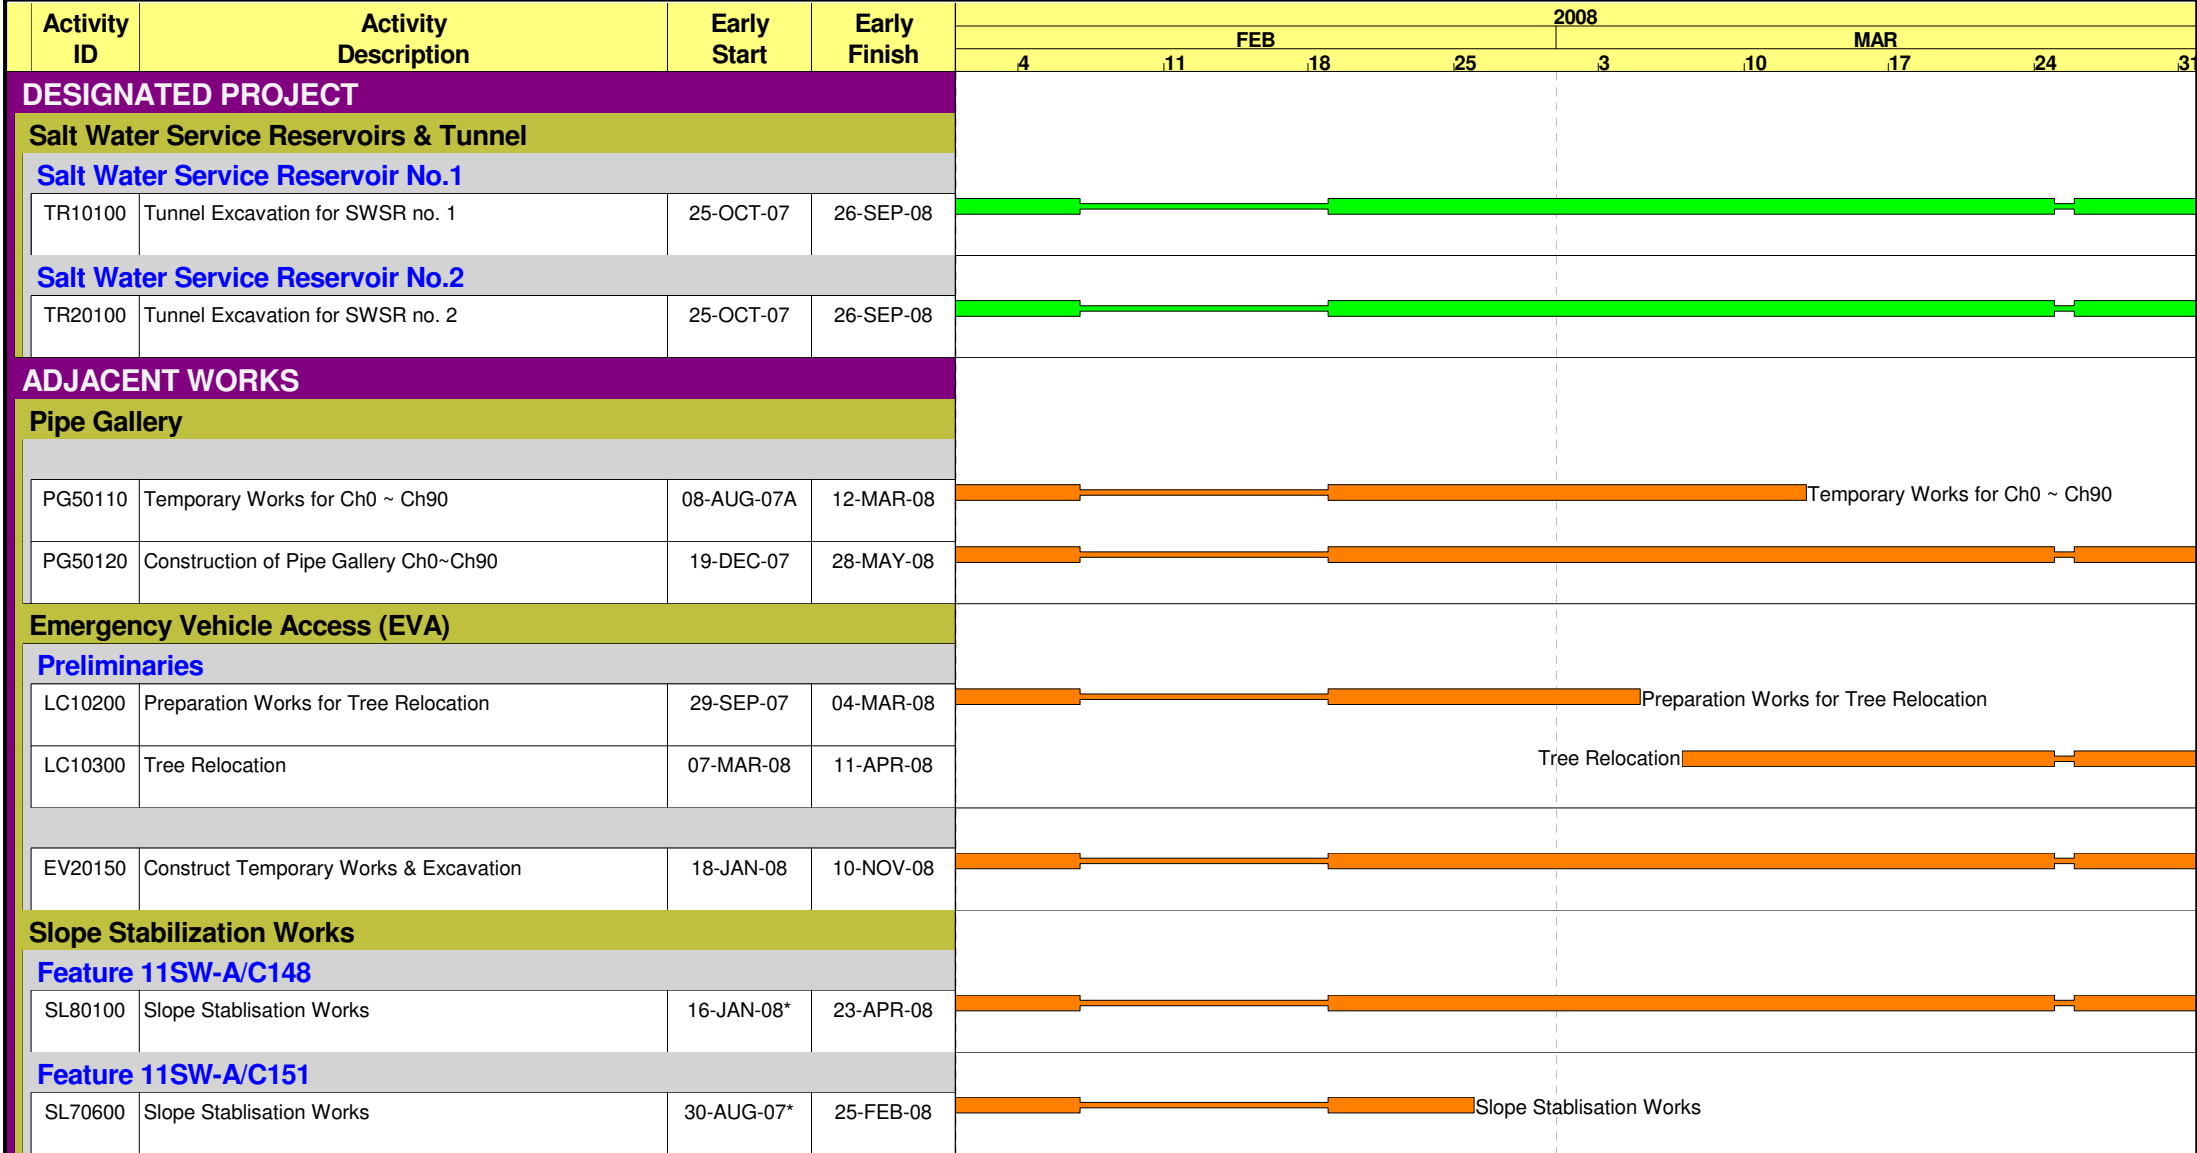 Activity ID Activity Description Early Start Early Finish 2008
FEB MAR
4 11 18 25 3 10 17 24 31
DESIGNATED PROJECT
Salt Water Service Reservoirs & Tunnel
Salt Water Service Reservoir No.1
TR10100 Tunnel Excavation for SWSR no. 1 25-OCT-07 26-SEP-08
Salt Water Service Reservoir No.2
TR20100 Tunnel Excavation for SWSR no. 2 25-OCT-07 26-SEP-08
ADJACENT WORKS
Pipe Gallery
PG50110 Temporary Works for Ch0 ~ Ch90 08-AUG-07A 12-MAR-08 Temporary Works for Ch0 ~ Ch90
PG50120 Construction of Pipe Gallery Ch0~Ch90 19-DEC-07 28-MAY-08
Emergency Vehicle Access (EVA)
Preliminaries
LC10200 Preparation Works for Tree Relocation 29-SEP-07 04-MAR-08 Preparation Works for Tree Relocation
LC10300 Tree Relocation 07-MAR-08 11-APR-08 Tree Relocation
EV20150 Construct Temporary Works & Excavation 18-JAN-08 10-NOV-08
Slope Stabilization Works
Feature 11SW-A/C148
SL80100 Slope Stablisation Works 16-JAN-08* 23-APR-08
Feature 11SW-A/C151
SL70600 Slope Stablisation Works 30-AUG-07* 25-FEB-08 Slope Stablisation Works